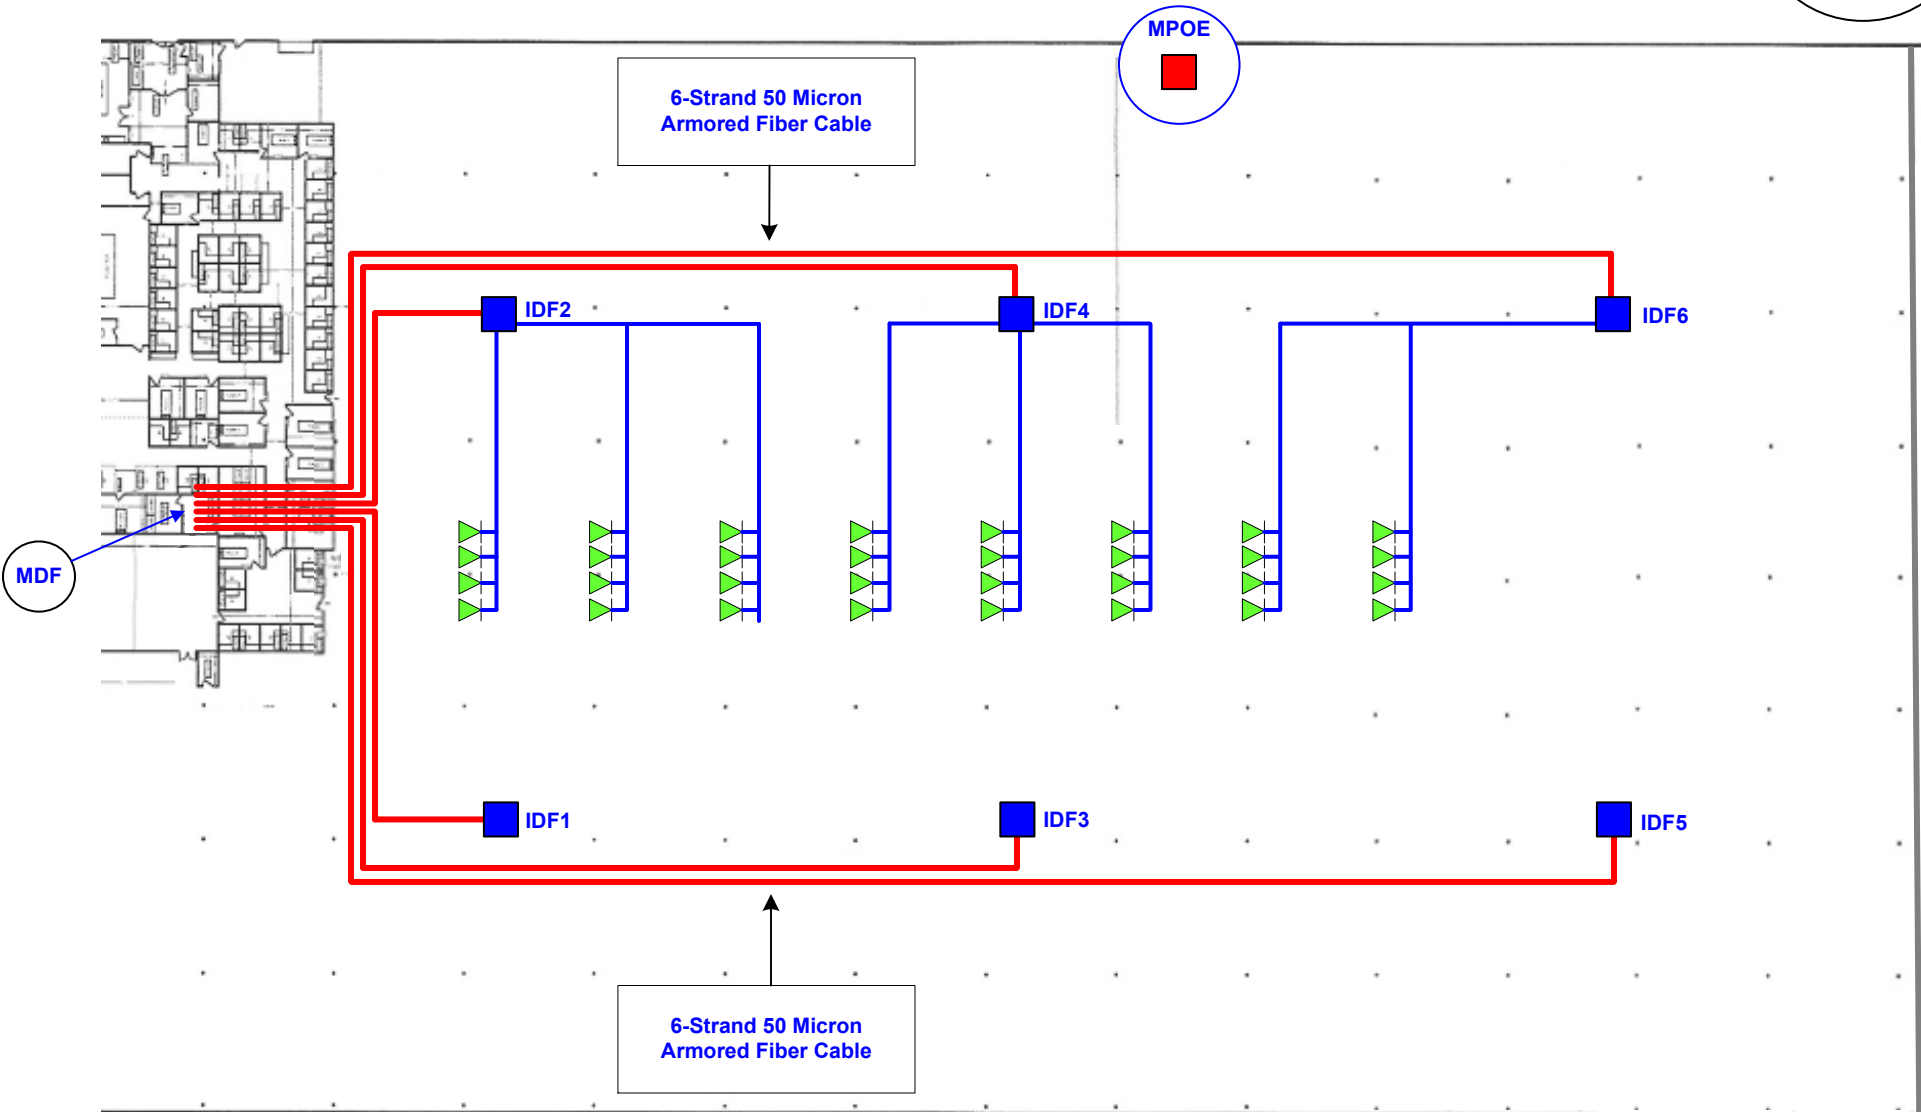 MPOE
6-Strand 50 Micron
Armored Fiber Cable
IDF2
IDF4
IDF6
MDF
IDF1
IDF3
IDF5
6-Strand 50 Micron
Armored Fiber Cable